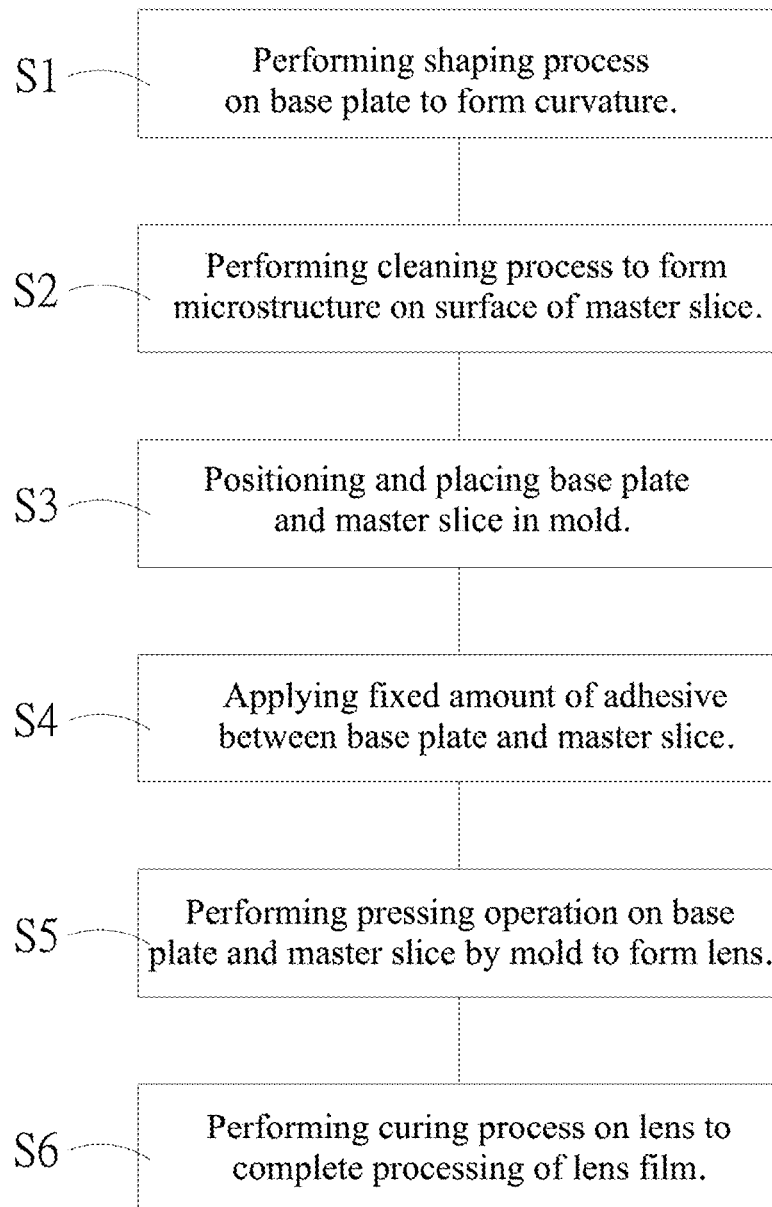 S1
Performing shaping process
on base plate to form curvature.
S2
Performing cleaning process to form
microstructure on surface of master slice.
S3
Positioning and placing base plate
and master slice in mold.
S4
Applying fixed amount of adhesive
between base plate and master slice.
S5
Performing pressing operation on base
plate and master slice by mold to form lens.
S6
Performing curing process on lens to
complete processing of lens film.